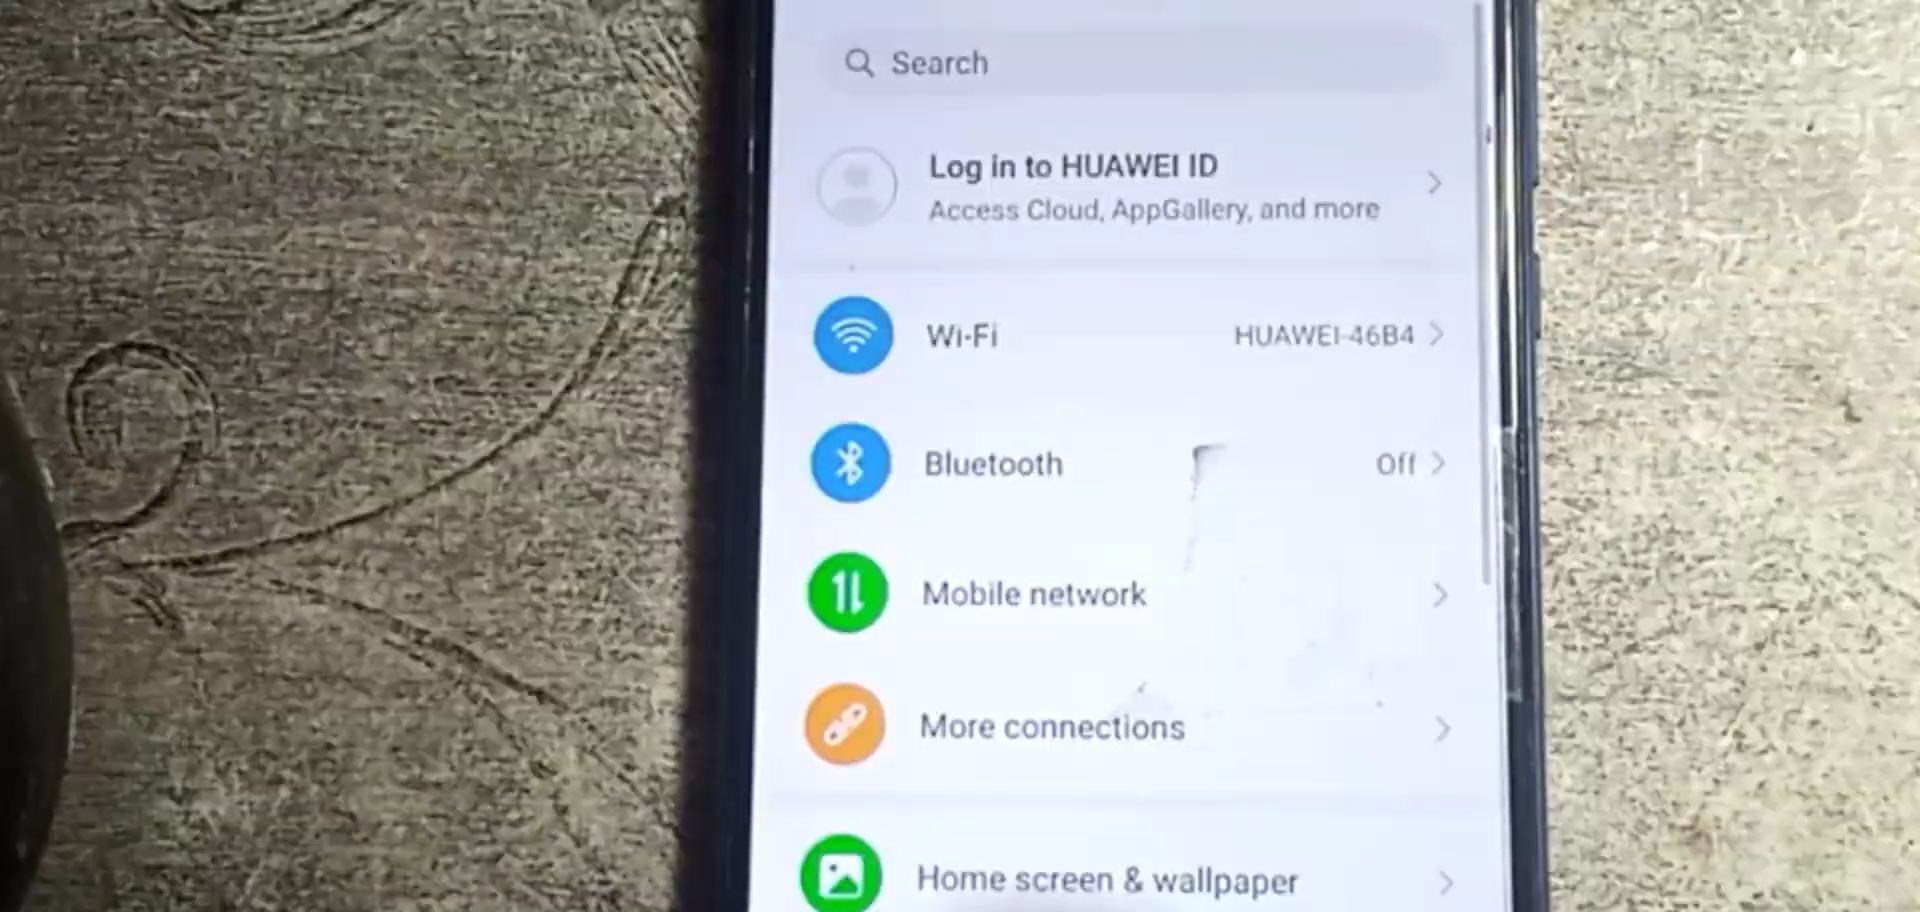 Search
Log in to HUAWEI ID
Access Cloud, AppGallery, and more
Wi-Fi HUAWEI-46B4
Bluetooth Off
Mobile network
More connections
Home screen & wallpaper